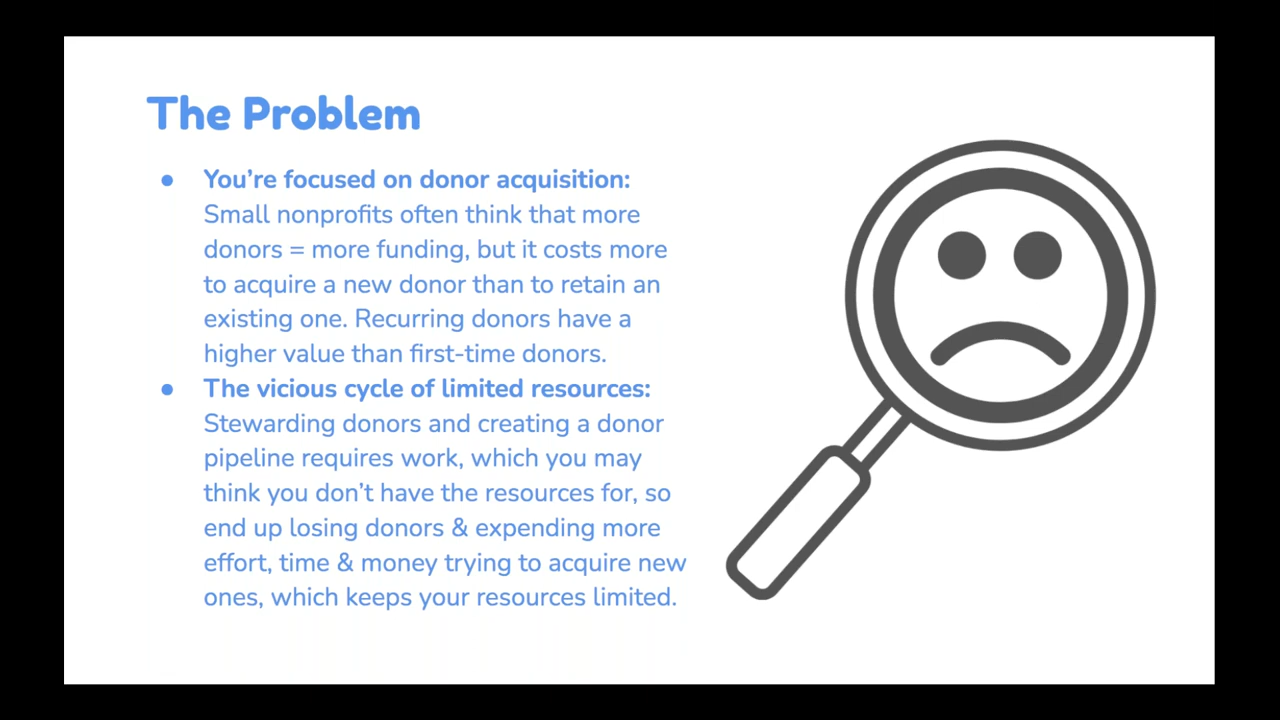 The Problem
● You’re focused on donor acquisition:
Small nonprofits often think that more
donors = more funding, but it costs more
to acquire a new donor than to retain an
existing one. Recurring donors have a
higher value than first-time donors.
● The vicious cycle of limited resources:
Stewarding donors and creating a donor
pipeline requires work, which you may
think you don’t have the resources for, so
end up losing donors & expending more
effort, time & money trying to acquire new
ones, which keeps your resources limited.